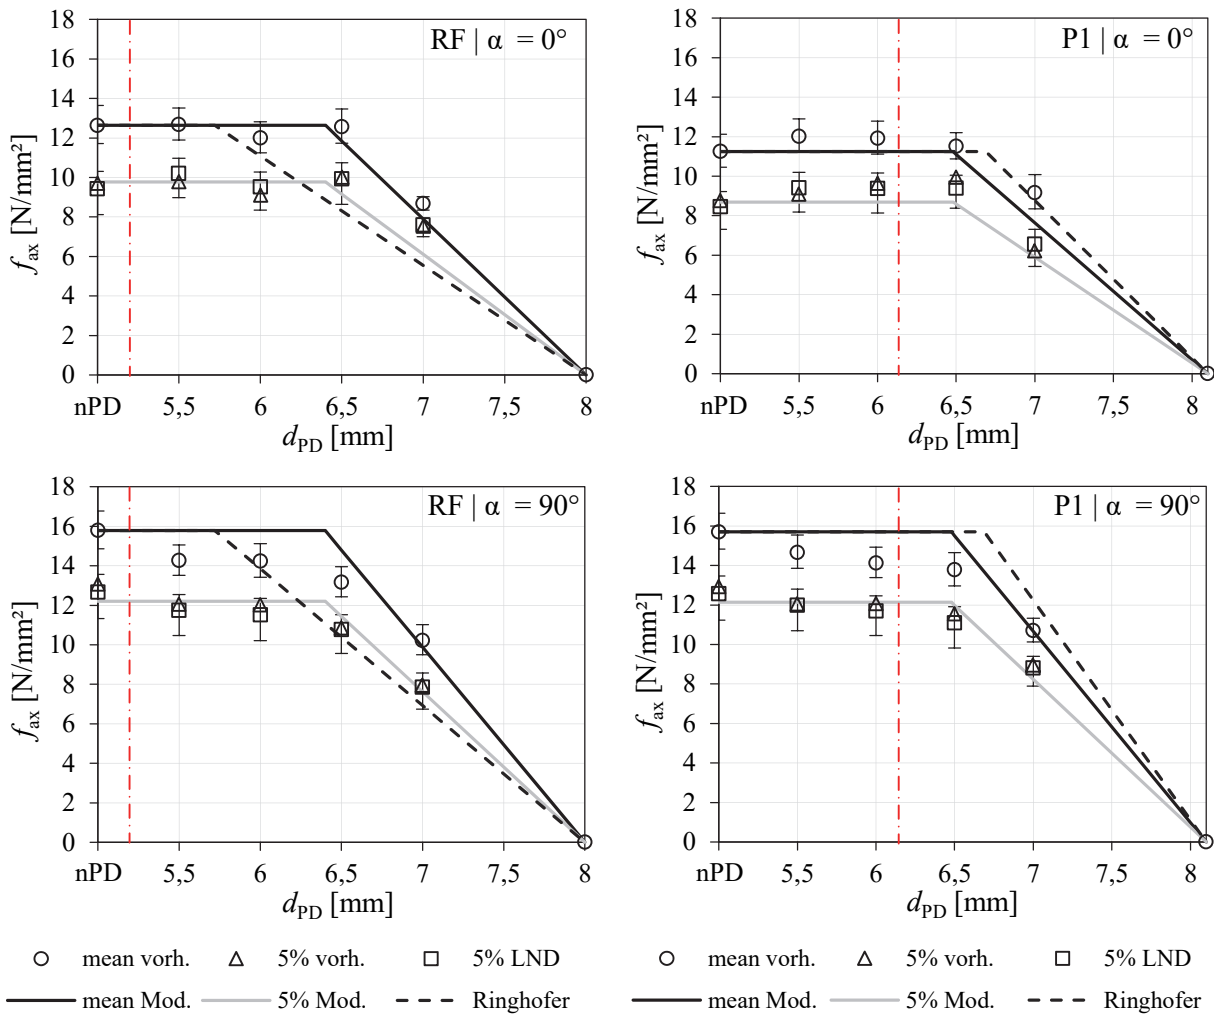 RF | α = 0°
18
16
14
12
10
8
6
4
2
0
f_ax [N/mm²]
nPD 5,5 6 6,5 7 7,5 8
d_PD [mm]
P1 | α = 0°
18
16
14
12
10
8
6
4
2
0
f_ax [N/mm²]
nPD 5,5 6 6,5 7 7,5 8
d_PD [mm]
RF | α = 90°
18
16
14
12
10
8
6
4
2
0
f_ax [N/mm²]
nPD 5,5 6 6,5 7 7,5 8
d_PD [mm]
P1 | α = 90°
18
16
14
12
10
8
6
4
2
0
f_ax [N/mm²]
nPD 5,5 6 6,5 7 7,5 8
d_PD [mm]
mean vorh. 5% vorh. 5% LND
mean Mod. 5% Mod. Ringhofer
mean vorh. 5% vorh. 5% LND
mean Mod. 5% Mod. Ringhofer